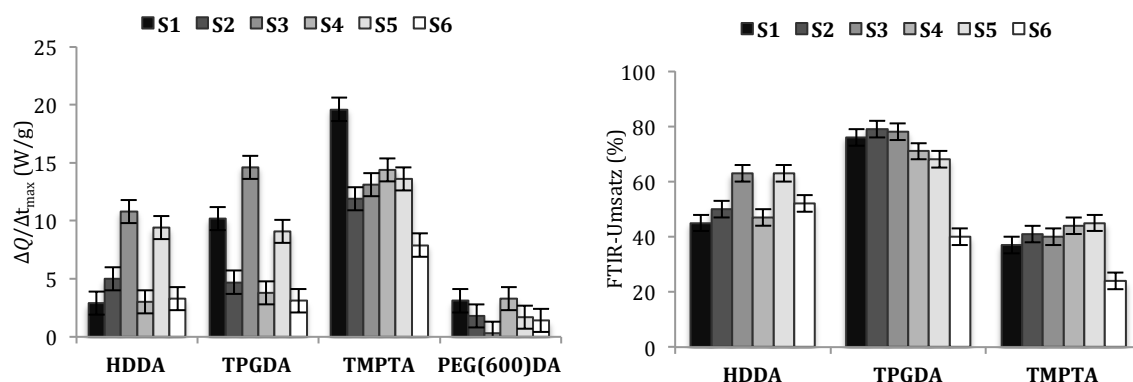 S1 S2 S3 S4 S5 S6
ΔQ/Δt_max (W/g)
25
20
15
10
5
0
HDDA TPGDA TMPTA PEG(600)DA
S1 S2 S3 S4 S5 S6
FTIR-Umsatz (%)
100
80
60
40
20
0
HDDA TPGDA TMPTA